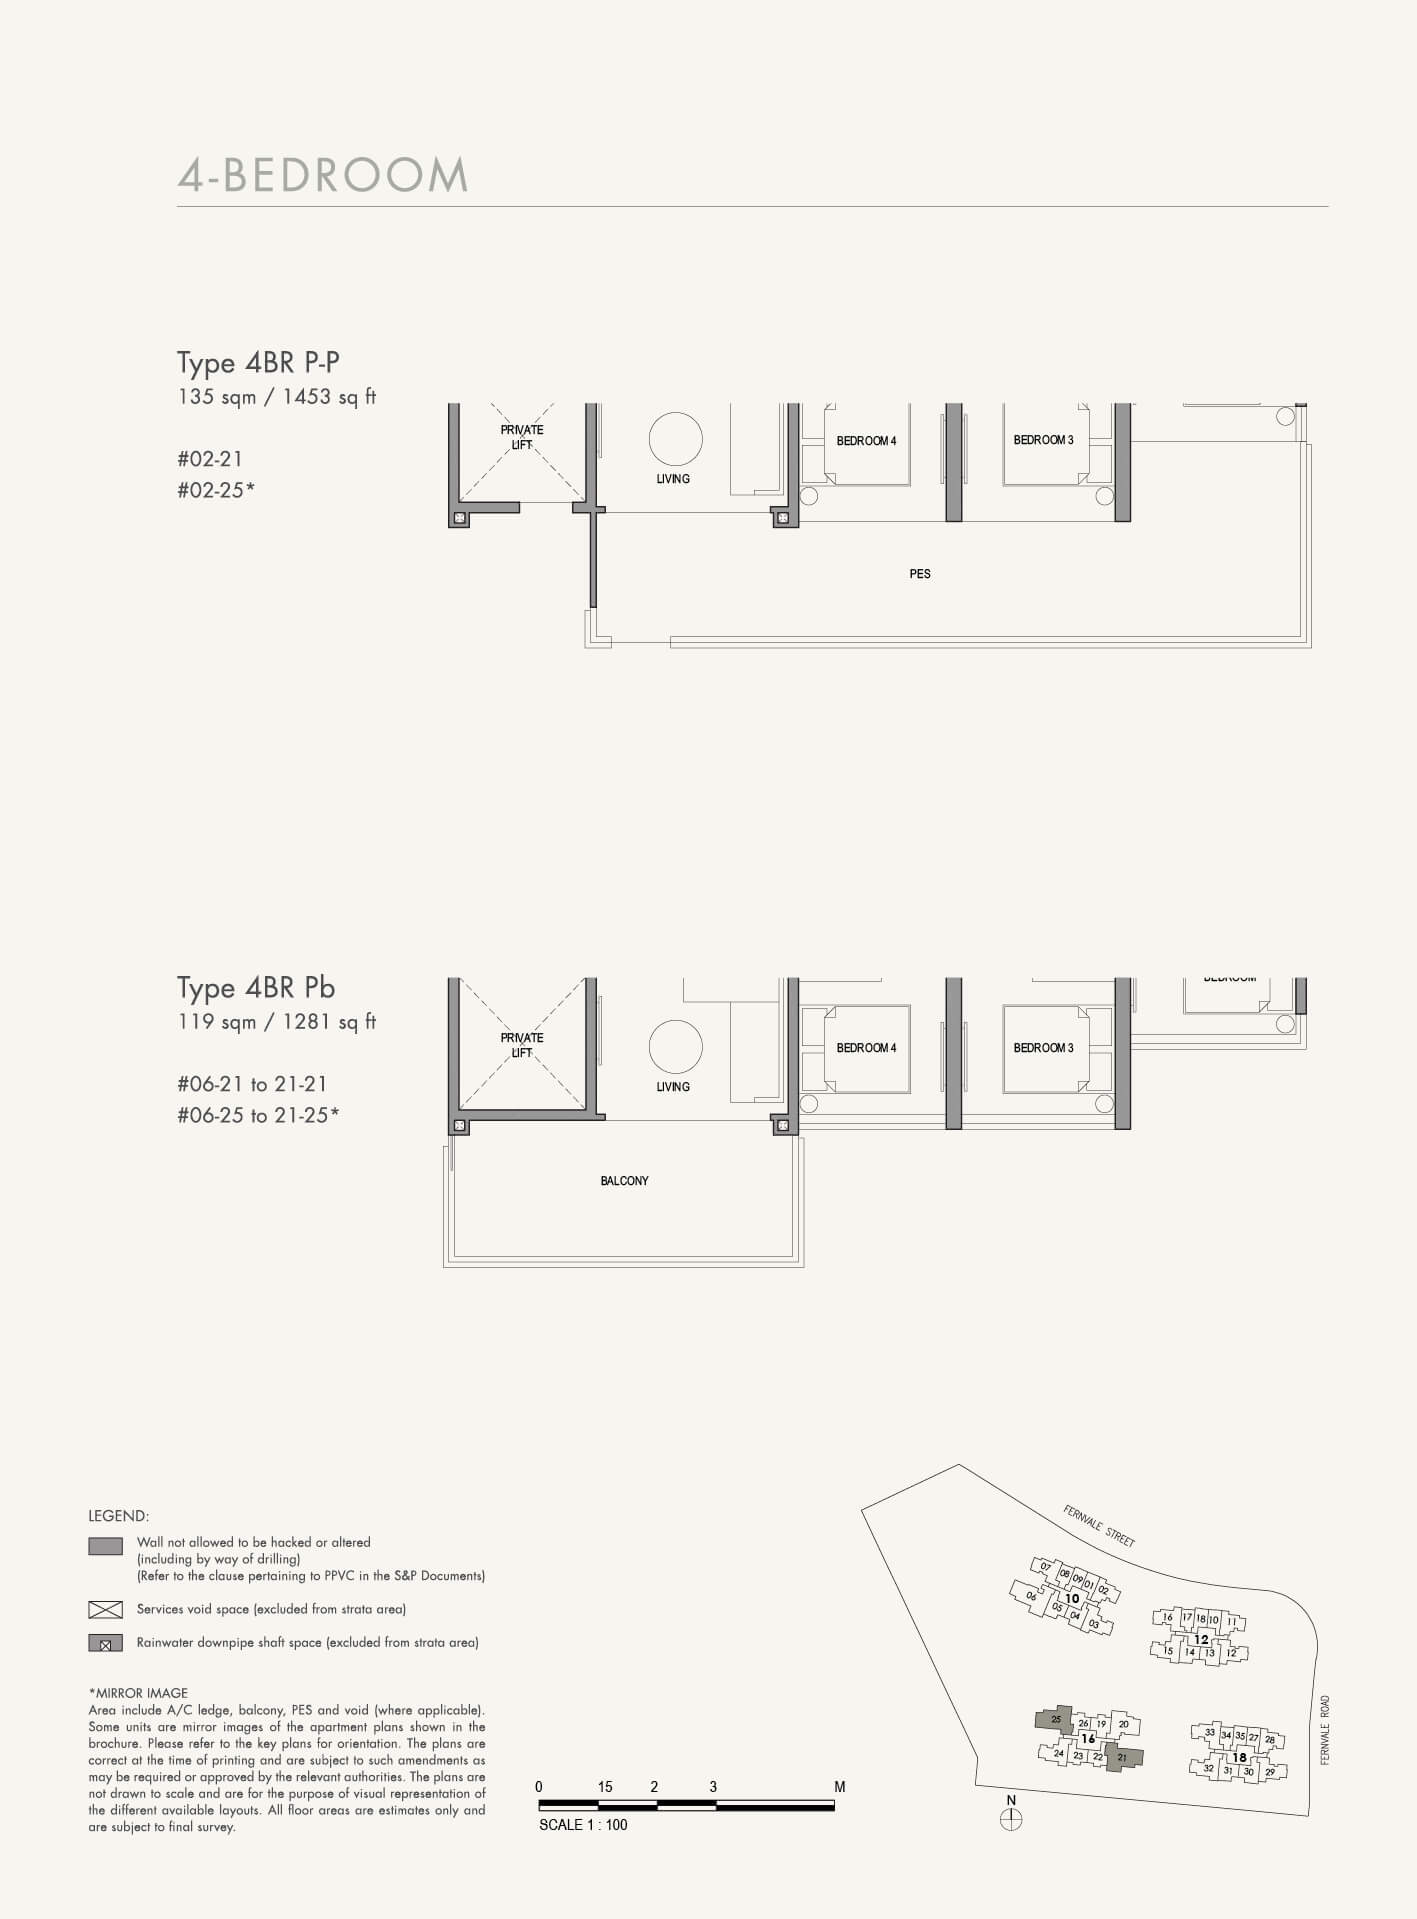 4-BEDROOM
Type 4BR P-P
135 sqm / 1453 sq ft
#02-21
#02-25*
PRIVATE
LIFT
LIVING
BEDROOM 4
BEDROOM 3
PES
Type 4BR Pb
119 sqm / 1281 sq ft
#06-21 to 21-21
#06-25 to 21-25*
BEDROOM
PRIVATE
LIFT
LIVING
BEDROOM 4
BEDROOM 3
BALCONY
LEGEND:
Wall not allowed to be hacked or altered
(including by way of drilling)
(Refer to the clause pertaining to PPVC in the S&P Documents)
Services void space (excluded from strata area)
Rainwater downpipe shaft space (excluded from strata area)
*MIRROR IMAGE
Area include A/C ledge, balcony, PES and void (where applicable).
Some units are mirror images of the apartment plans shown in the
brochure. Please refer to the key plans for orientation. The plans are
correct at the time of printing and are subject to such amendments as
may be required or approved by the relevant authorities. The plans are
not drawn to scale and are for the purpose of visual representation of
the different available layouts. All floor areas are estimates only and
are subject to final survey.
0 15 2 3 M
SCALE 1 : 100
FERNVALE STREET
07 08 09 01 02
10
06 05 04 03
16 17 18 10 11
12
15 14 13 12
25 26 19 20
16
24 23 22 21
33 34 35 27 28
18
32 31 30 29
FERNVALE ROAD
N